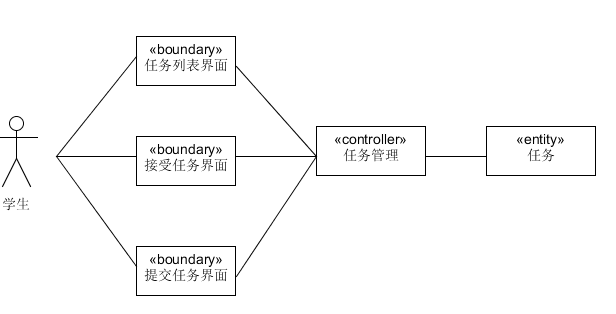 «boundary»
任务列表界面
«boundary»
接受任务界面
«controller»
任务管理
«entity»
任务
学生
«boundary»
提交任务界面